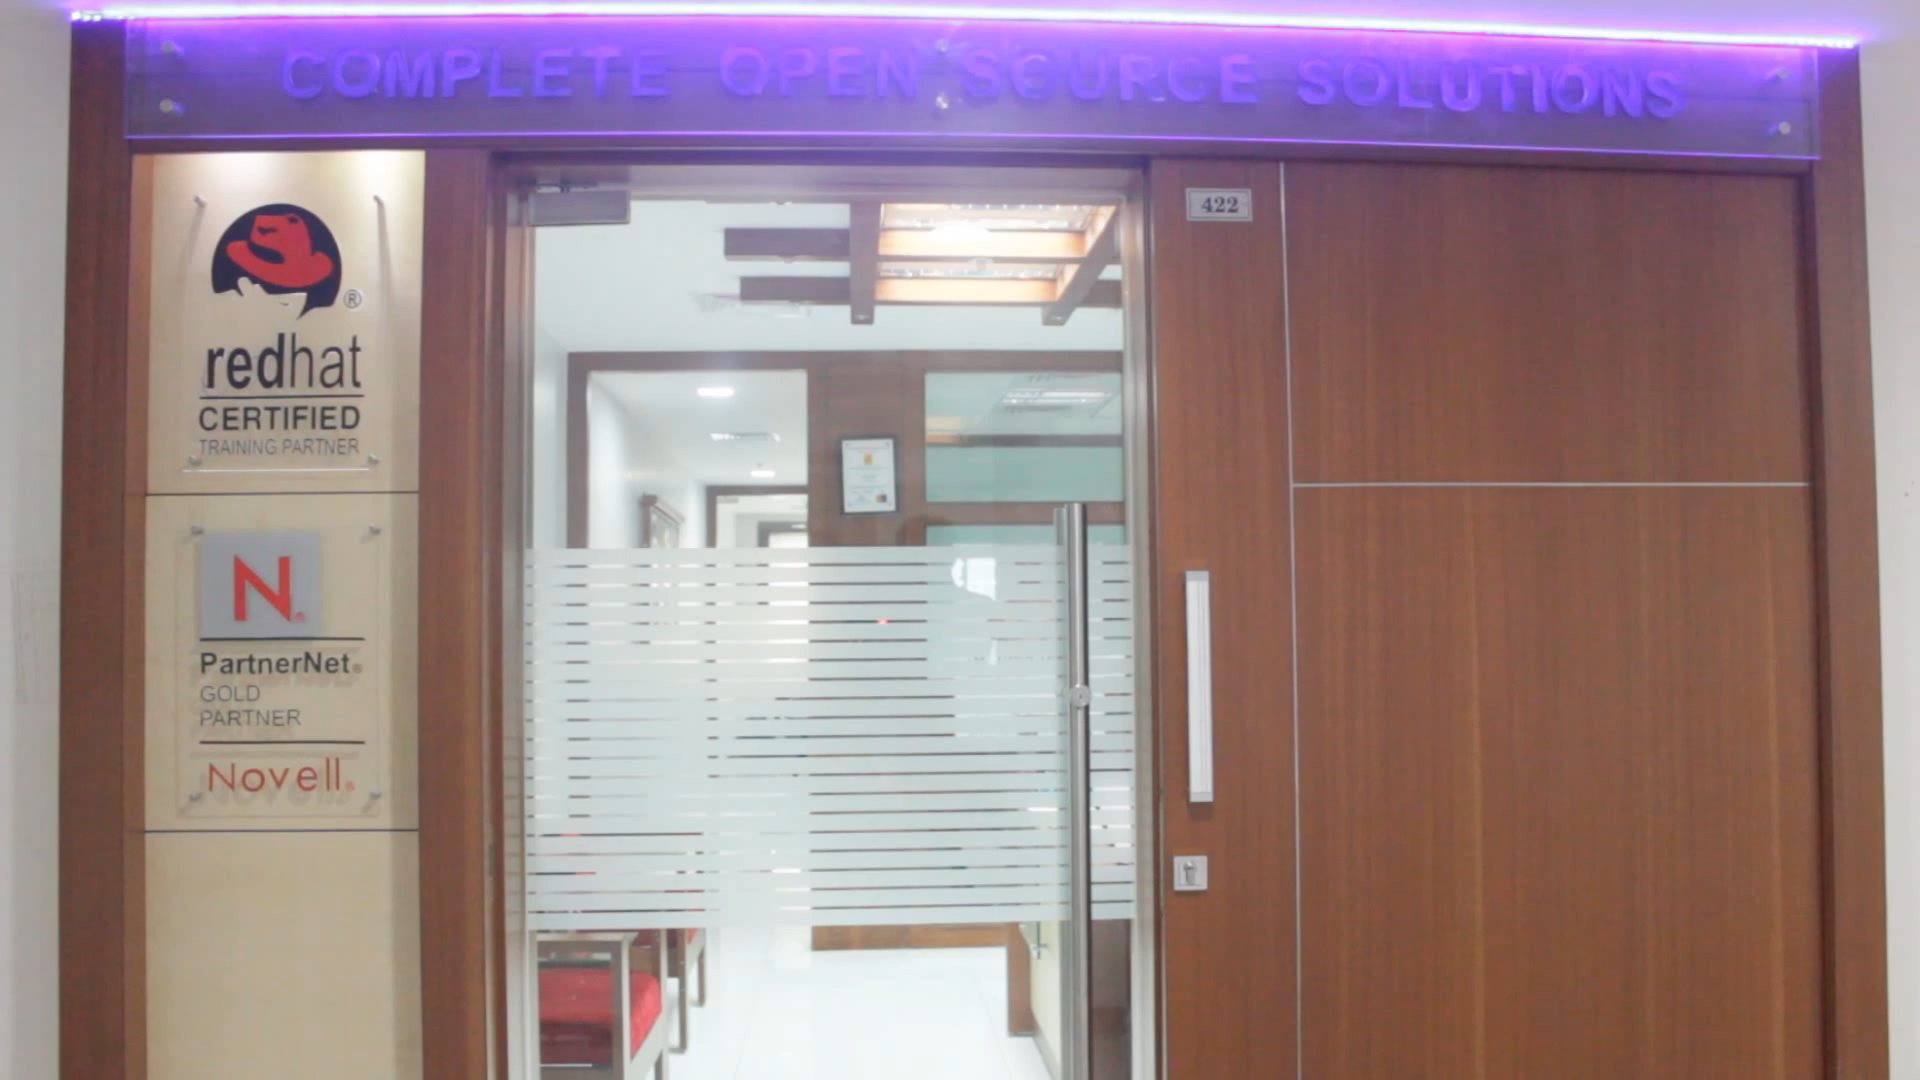 COMPLETE OPEN SOURCE SOLUTIONS
422
®
redhat
CERTIFIED
TRAINING PARTNER
N®
PartnerNet®
GOLD
PARTNER
Novell®